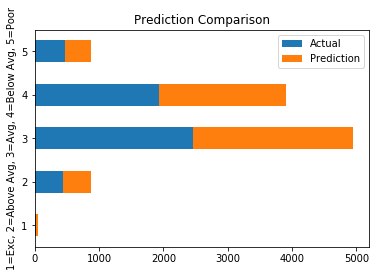 Prediction Comparison
Actual
Prediction
1=Exc, 2=Above Avg, 3=Avg, 4=Below Avg, 5=Poor
5
4
3
2
1
0 1000 2000 3000 4000 5000